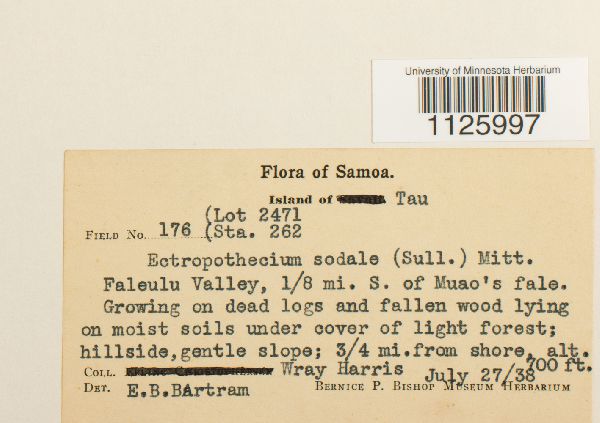 University of Minnesota Herbarium
1125997
Flora of Samoa.
Island of Tau
(Lot 2471
FIELD No. 176 (Sta. 262
Ectropothecium sodale (Sull.) Mitt.
Faleulu Valley, 1/8 mi. S. of Muao's fale.
Growing on dead logs and fallen wood lying
on moist soils under cover of light forest;
hillside,gentle slope; 3/4 mi.from shore, alt.
700 ft.
COLL. Wray Harris July 27/38
DET. E.B.BArtram BERNICE P. BISHOP MUSEUM HERBARIUM